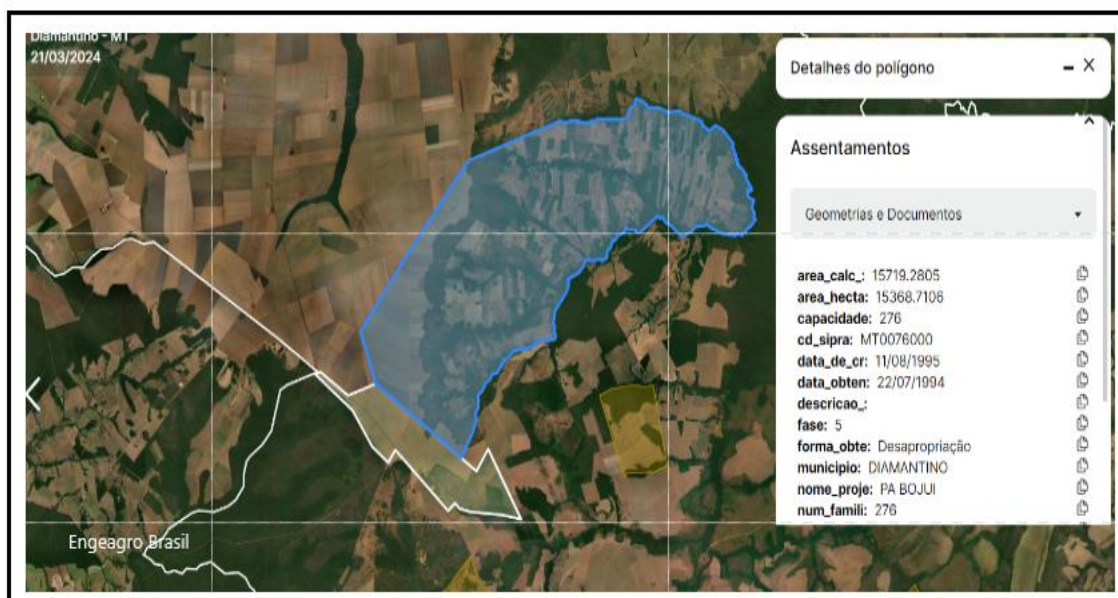 Diamantino - MT
21/03/2024
Detalhes do polígono
Assentamentos
Geometrias e Documentos
area_calc_: 15719.2805
area_hecta: 15368.7106
capacidade: 276
cd_sipra: MT0076000
data_de_cr: 11/08/1995
data_obten: 22/07/1994
descricao_:
fase: 5
forma_obte: Desapropriação
municipio: DIAMANTINO
nome_proje: PA BOJUI
num_famili: 276
Engeagro Brasil